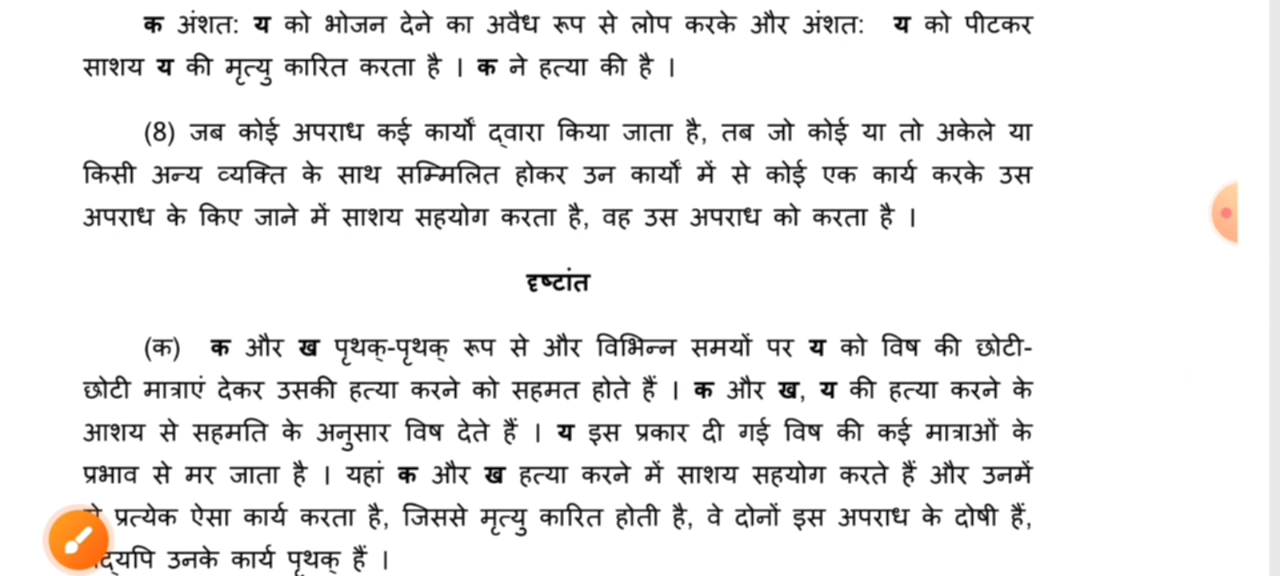 क अंशत: य को भोजन देने का अवैध रूप से लोप करके और अंशत: य को पीटकर
साशय य की मृत्यु कारित करता है । क ने हत्या की है ।
(8) जब कोई अपराध कई कार्यों द्वारा किया जाता है, तब जो कोई या तो अकेले या
किसी अन्य व्यक्ति के साथ सम्मिलित होकर उन कार्यों में से कोई एक कार्य करके उस
अपराध के किए जाने में साशय सहयोग करता है, वह उस अपराध को करता है ।
दृष्टांत
(क) क और ख पृथक्-पृथक् रूप से और विभिन्न समयों पर य को विष की छोटी-
छोटी मात्राएं देकर उसकी हत्या करने को सहमत होते हैं । क और ख, य की हत्या करने के
आशय से सहमति के अनुसार विष देते हैं । य इस प्रकार दी गई विष की कई मात्राओं के
प्रभाव से मर जाता है । यहां क और ख हत्या करने में साशय सहयोग करते हैं और उनमें
प्रत्येक ऐसा कार्य करता है, जिससे मृत्यु कारित होती है, वे दोनों इस अपराध के दोषी हैं,
उनके कार्य पृथक् हैं ।